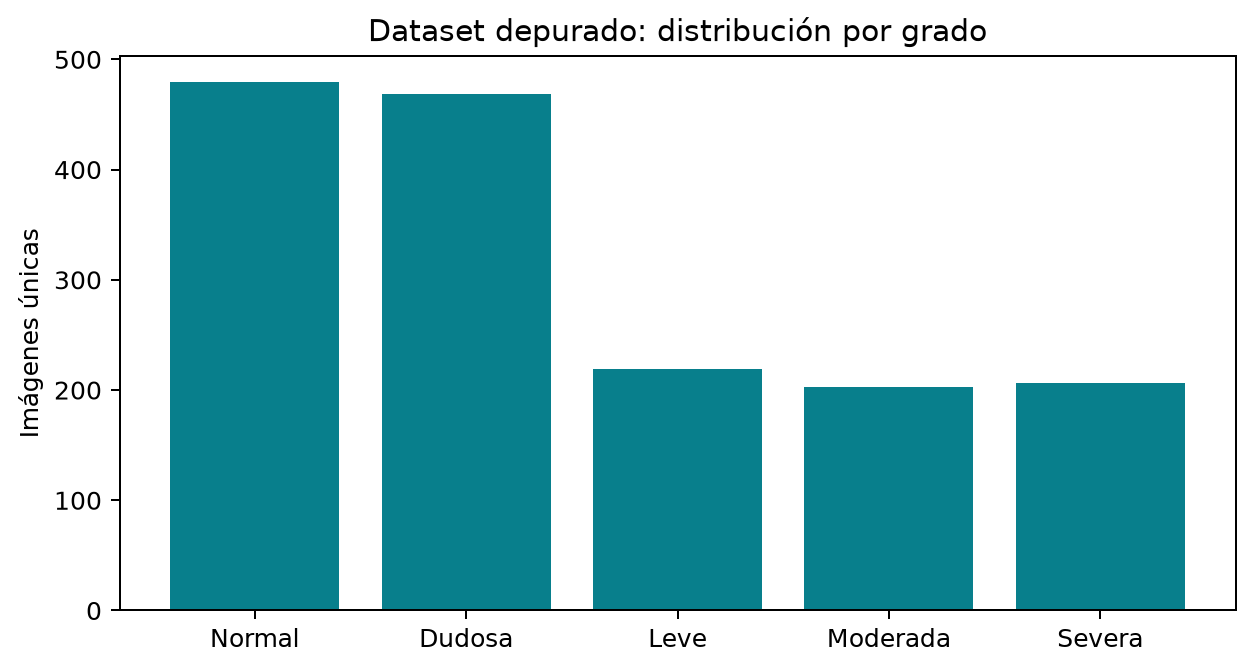 Dataset depurado: distribución por grado
Imágenes únicas
500
400
300
200
100
0
Normal Dudosa Leve Moderada Severa